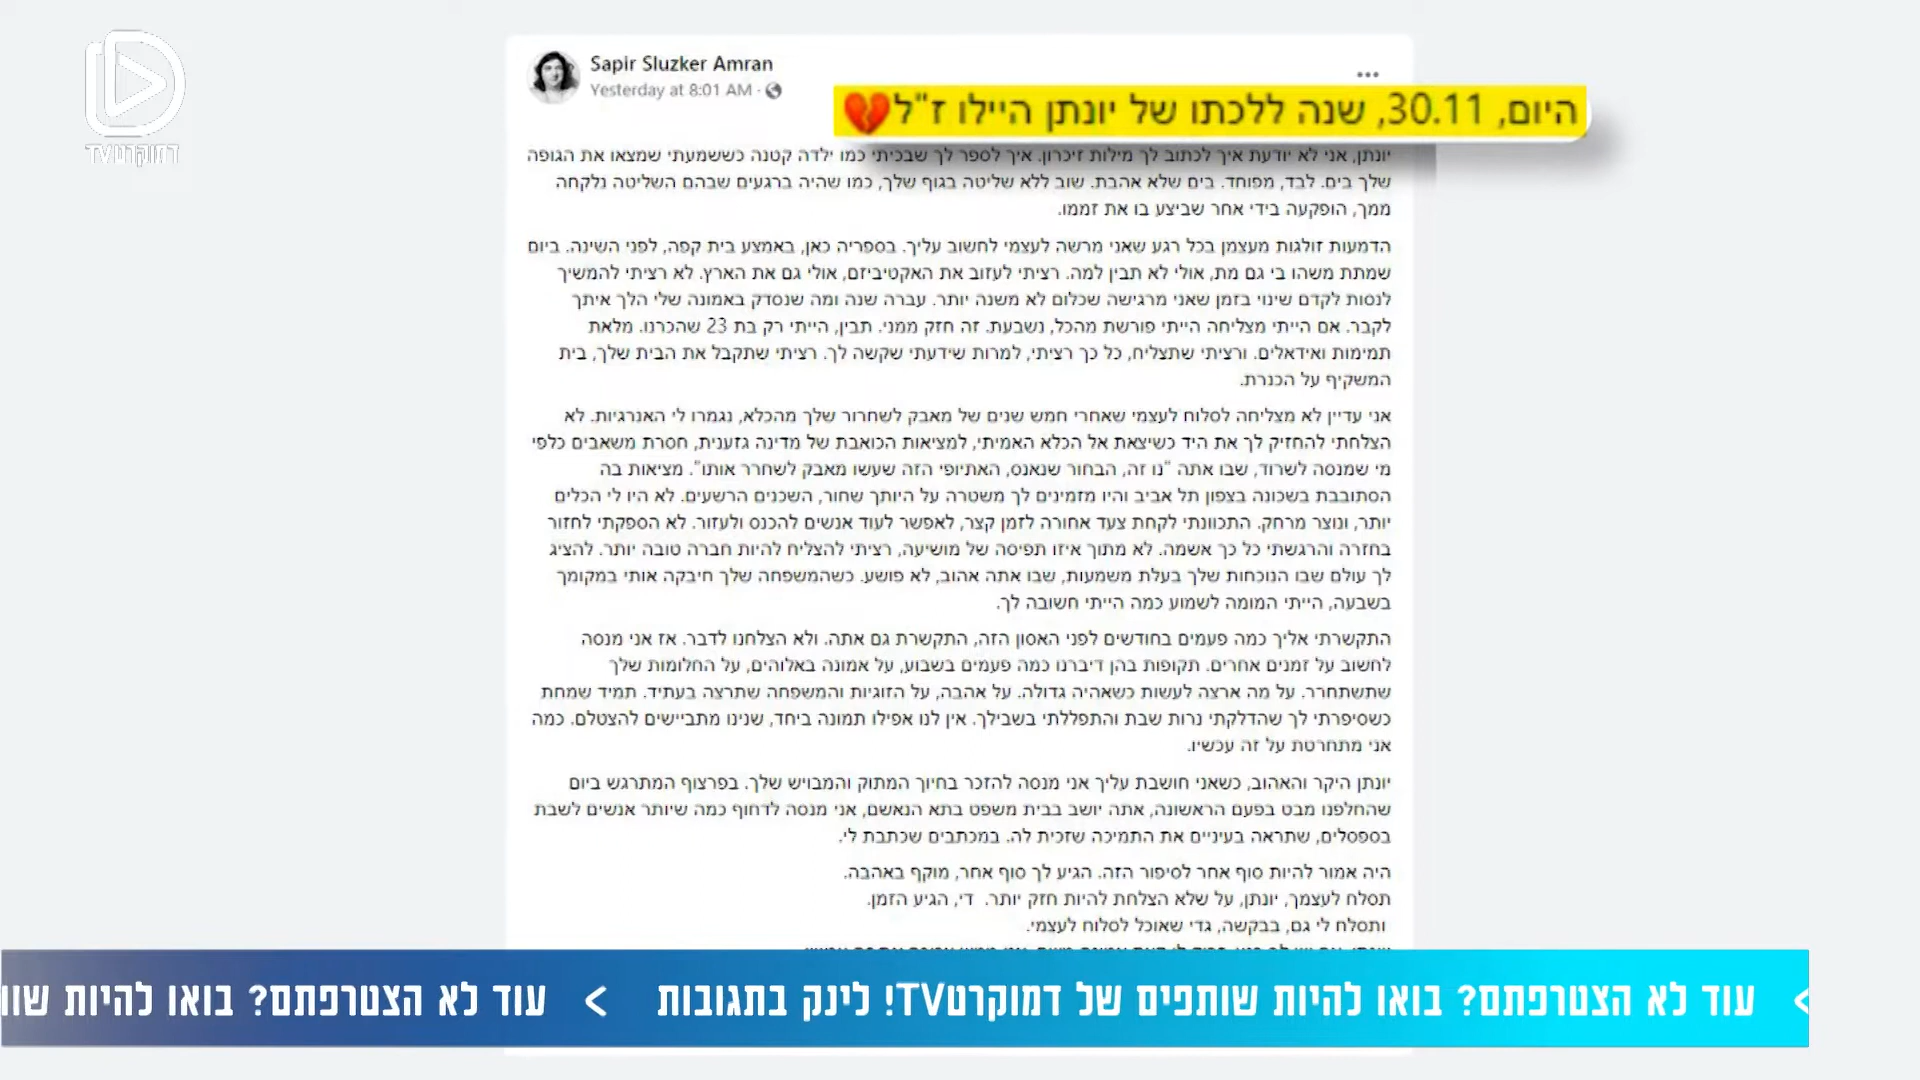 דמוקרטTV
Sapir Sluzker Amran
Yesterday at 8:01 AM
היום, 30.11, שנה ללכתו של יונתן היילו ז"ל
יונתן, אני לא יודעת איך לכתוב לך מילות זיכרון. איך לספר לך שבכיתי כמו ילדה קטנה כששמעתי שמצאו את הגופה
שלך בים. לבד, מפוחד. בים שלא אהבת. שוב ללא שליטה בגוף שלך, כמו שהיה ברגעים שבהם השליטה נלקחה
ממך, הופקעה בידי אחר שביצע בו את זממו.
הדמעות זולגות מעצמן בכל רגע שאני מרשה לעצמי לחשוב עליך. בספריה כאן, באמצע בית קפה, לפני השינה. ביום
שמתת משהו בי גם מת, אולי לא תבין למה. רציתי לעזוב את האקטיביזם, אולי גם את הארץ. לא רציתי להמשיך
לנסות לקדם שינוי בזמן שאני מרגישה שכלום לא משנה יותר. עברה שנה ומה שנסדק באמונה שלי הלך איתך
לקבר. אם הייתי מצליחה הייתי פורשת מהכל, נשבעת. זה חזק ממני. תבין, הייתי רק בת 23 שהכרנו. מלאת
תמימות ואידאלים. ורציתי שתצליח, כל כך רציתי, למרות שידעתי שקשה לך. רציתי שתקבל את הבית שלך, בית
המשקיף על הכנרת.
אני עדיין לא מצליחה לסלוח לעצמי שאחרי חמש שנים של מאבק לשחרור שלך מהכלא, נגמרו לי האנרגיות. לא
הצלחתי להחזיק לך את היד כשיצאת אל הכלא האמיתי, למציאות הכואבת של מדינה גזענית, חסרת משאבים כלפי
מי שמנסה לשרוד, שבו אתה "נו זה, הבחור שנאנס, האתיופי הזה שעשו מאבק לשחרר אותו". מציאות בה
הסתובבת בשכונה בצפון תל אביב והיו מזמינים לך משטרה על היותך שחור, השכנים הרשעים. לא היו לי הכלים
יותר, ונוצר מרחק. התכוונתי לקחת צעד אחורה לזמן קצר, לאפשר לעוד אנשים להכנס ולעזור. לא הספקתי לחזור
בחזרה והרגשתי כל כך אשמה. לא מתוך איזו תפיסה של מושיעה, רציתי להצליח להיות חברה טובה יותר. להציג
לך עולם שבו הנוכחות שלך בעלת משמעות, שבו אתה אהוב, לא פושע. כשהמשפחה שלך חיבקה אותי במקומך
בשבעה, הייתי המומה לשמוע כמה הייתי חשובה לך.
התקשרתי אליך כמה פעמים בחודשים לפני האסון הזה, התקשרת גם אתה. ולא הצלחנו לדבר. אז אני מנסה
לחשוב על זמנים אחרים. תקופות בהן דיברנו כמה פעמים בשבוע, על אמונה באלוהים, על החלומות שלך
שתשתחרר. על מה ארצה לעשות כשאהיה גדולה. על אהבה, על הזוגיות והמשפחה שתרצה בעתיד. תמיד שמחת
כשסיפרתי לך שהדלקתי נרות שבת והתפללתי בשבילך. אין לנו אפילו תמונה ביחד, שנינו מתביישים להצטלם. כמה
אני מתחרטת על זה עכשיו.
יונתן היקר והאהוב, כשאני חושבת עליך אני מנסה להזכר בחיוך המתוק והמבויש שלך. בפרצוף המתרגש ביום
שהחלפנו מבט בפעם הראשונה, אתה יושב בבית משפט בתא הנאשם, אני מנסה לדחוף כמה שיותר אנשים לשבת
בספסלים, שתראה בעיניים את התמיכה שזכית לה. במכתבים שכתבת לי.
היה אמור להיות סוף אחר לסיפור הזה. הגיע לך סוף אחר, מוקף באהבה.
תסלח לעצמך, יונתן, על שלא הצלחת להיות חזק יותר. די, הגיע הזמן.
ותסלח לי גם, בבקשה, גדי שאוכל לסלוח לעצמי.
עוד לא הצטרפתם? בואו להיות שותפים של דמוקרטTV! לינק בתגובות > עוד לא הצטרפתם? בואו להיות שוו